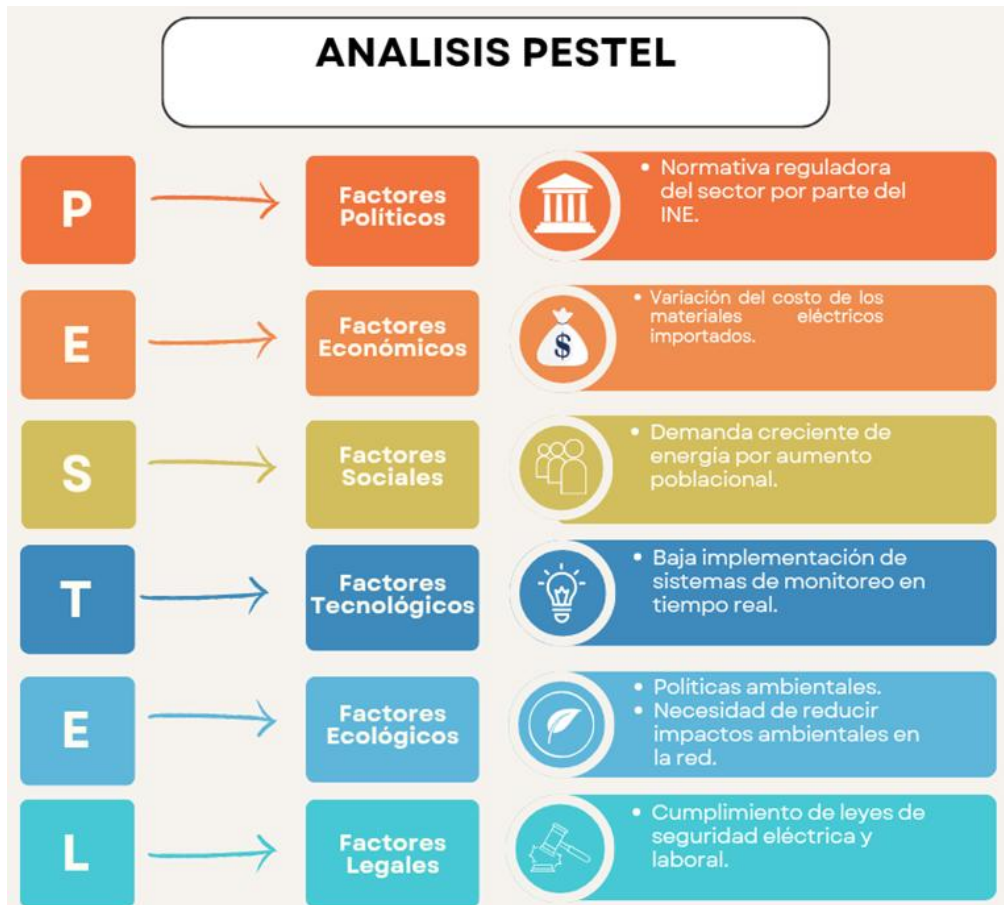 ANALISIS PESTEL
P
Factores
Políticos
• Normativa reguladora
del sector por parte del
INE.
E
Factores
Económicos
• Variación del costo de los
materiales eléctricos
importados.
$
S
Factores
Sociales
• Demanda creciente de
energía por aumento
poblacional.
T
Factores
Tecnológicos
• Baja implementación de
sistemas de monitoreo en
tiempo real.
E
Factores
Ecológicos
• Políticas ambientales.
• Necesidad de reducir
impactos ambientales en
la red.
L
Factores
Legales
• Cumplimiento de leyes de
seguridad eléctrica y
laboral.